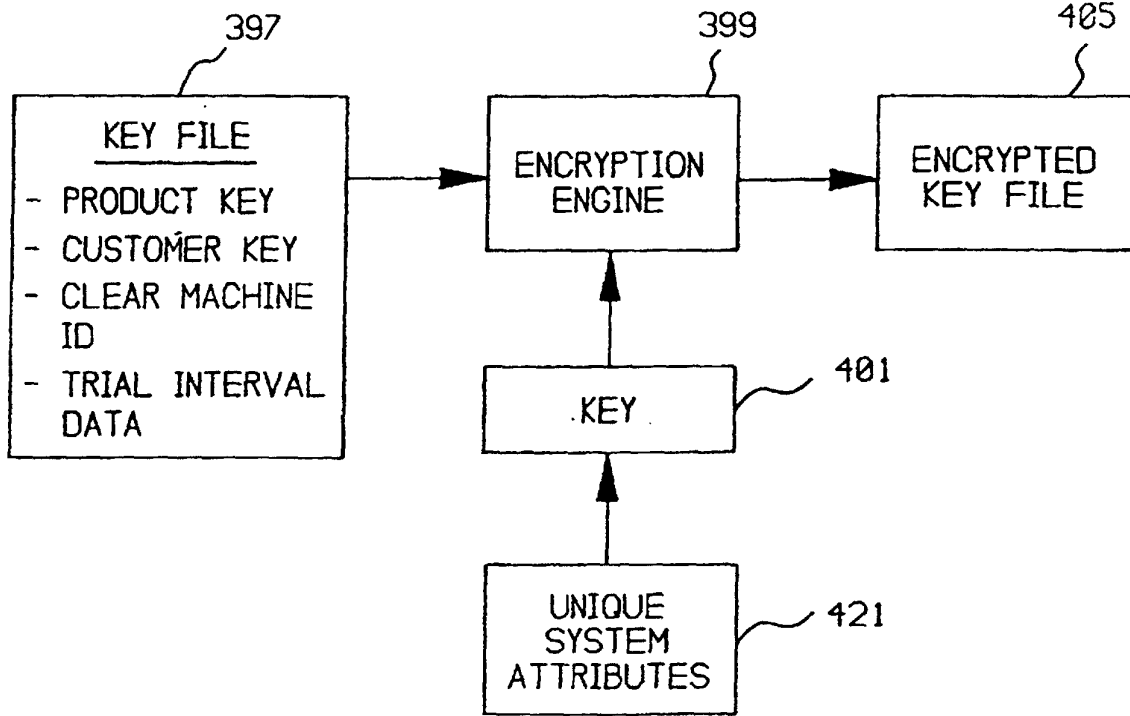 397
399
405
KEY FILE
- PRODUCT KEY
- CUSTOMER KEY
- CLEAR MACHINE
ID
- TRIAL INTERVAL
DATA
ENCRYPTION
ENGINE
ENCRYPTED
KEY FILE
KEY
401
UNIQUE
SYSTEM
ATTRIBUTES
421